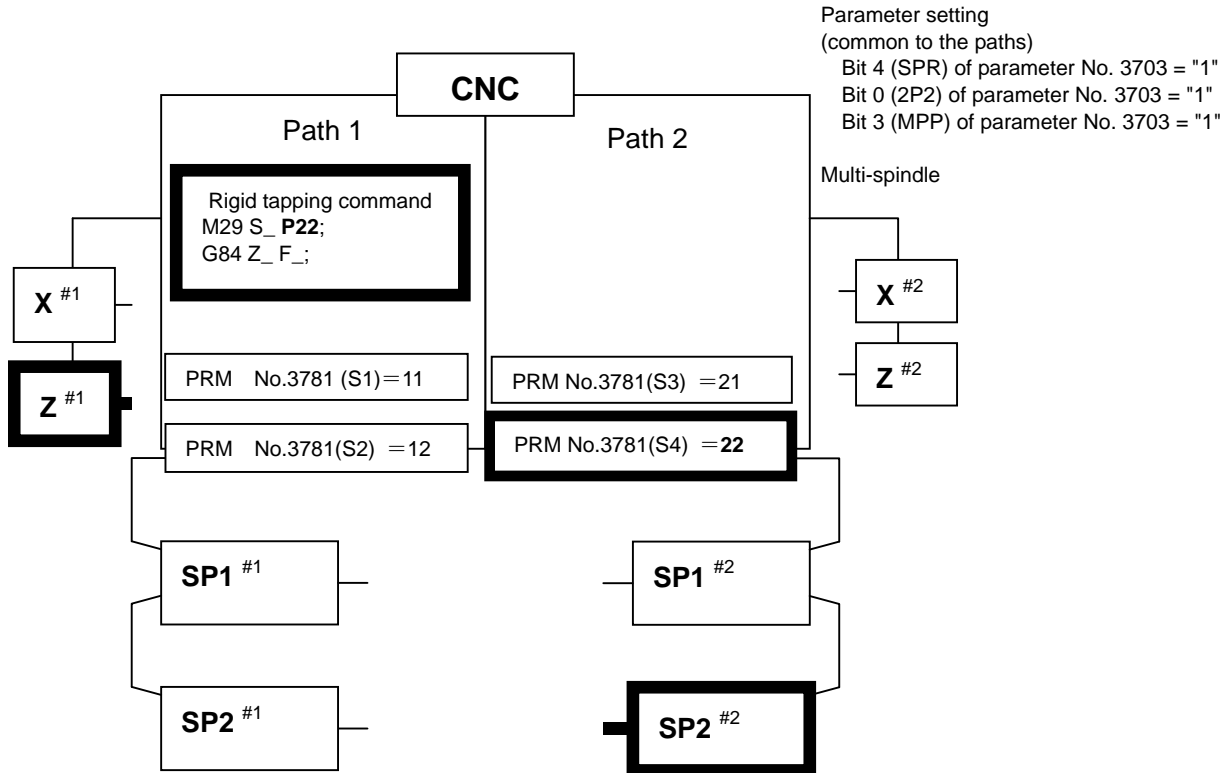 Parameter setting
(common to the paths)
Bit 4 (SPR) of parameter No. 3703 = "1"
Bit 0 (2P2) of parameter No. 3703 = "1"
Bit 3 (MPP) of parameter No. 3703 = "1"
Multi-spindle
CNC
Path 1
Path 2
Rigid tapping command
M29 S_ P22;
G84 Z_ F_;
X #1
Z #1
X #2
Z #2
PRM No.3781 (S1)＝11
PRM No.3781(S3) ＝21
PRM No.3781(S2) ＝12
PRM No.3781(S4) ＝22
SP1 #1
SP1 #2
SP2 #1
SP2 #2